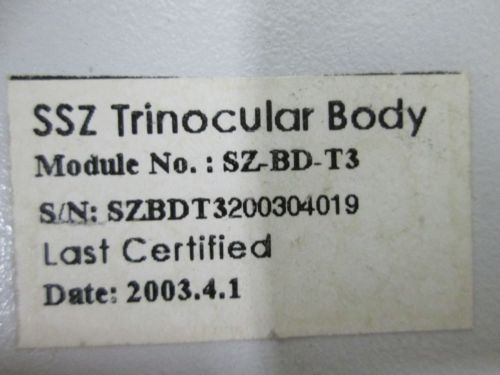 SSZ Trinocular Body
Module No. : SZ-BD-T3
S/N: SZBDT3200304019
Last Certified
Date: 2003.4.1